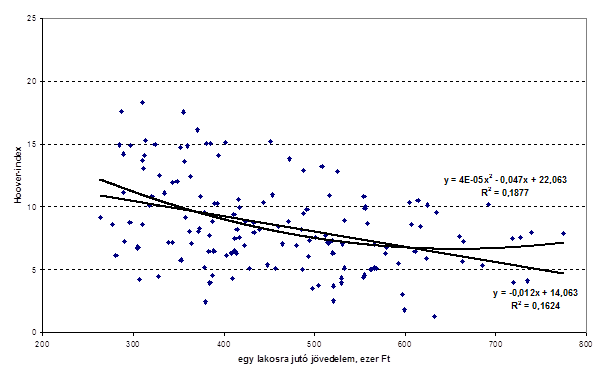 25
20
15
10
5
0
Hoover-index
y = 4E-05x² - 0,047x + 22,063
R² = 0,1877
y = -0,012x + 14,063
R² = 0,1624
200 300 400 500 600 700 800
egy lakosra jutó jövedelem, ezer Ft